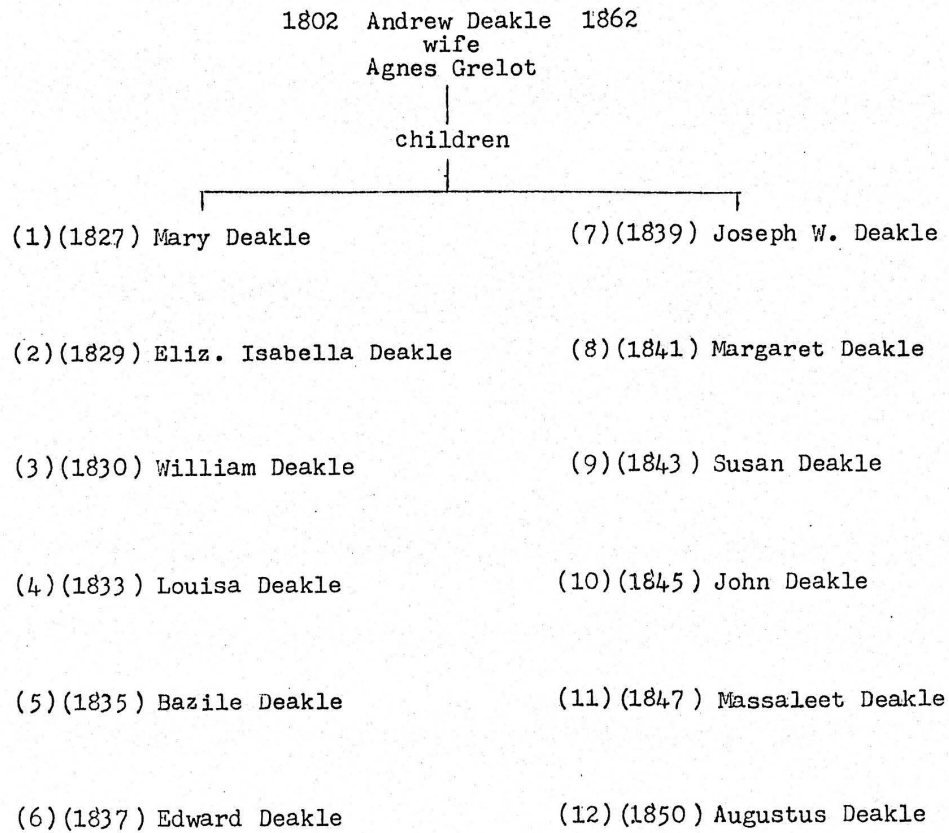 1802 Andrew Deakle 1862
wife
Agnes Grelot
children
(1)(1827) Mary Deakle
(2)(1829) Eliz. Isabella Deakle
(3)(1830) William Deakle
(4)(1833) Louisa Deakle
(5)(1835) Bazile Deakle
(6)(1837) Edward Deakle
(7)(1839) Joseph W. Deakle
(8)(1841) Margaret Deakle
(9)(1843) Susan Deakle
(10)(1845) John Deakle
(11)(1847) Massaleet Deakle
(12)(1850) Augustus Deakle